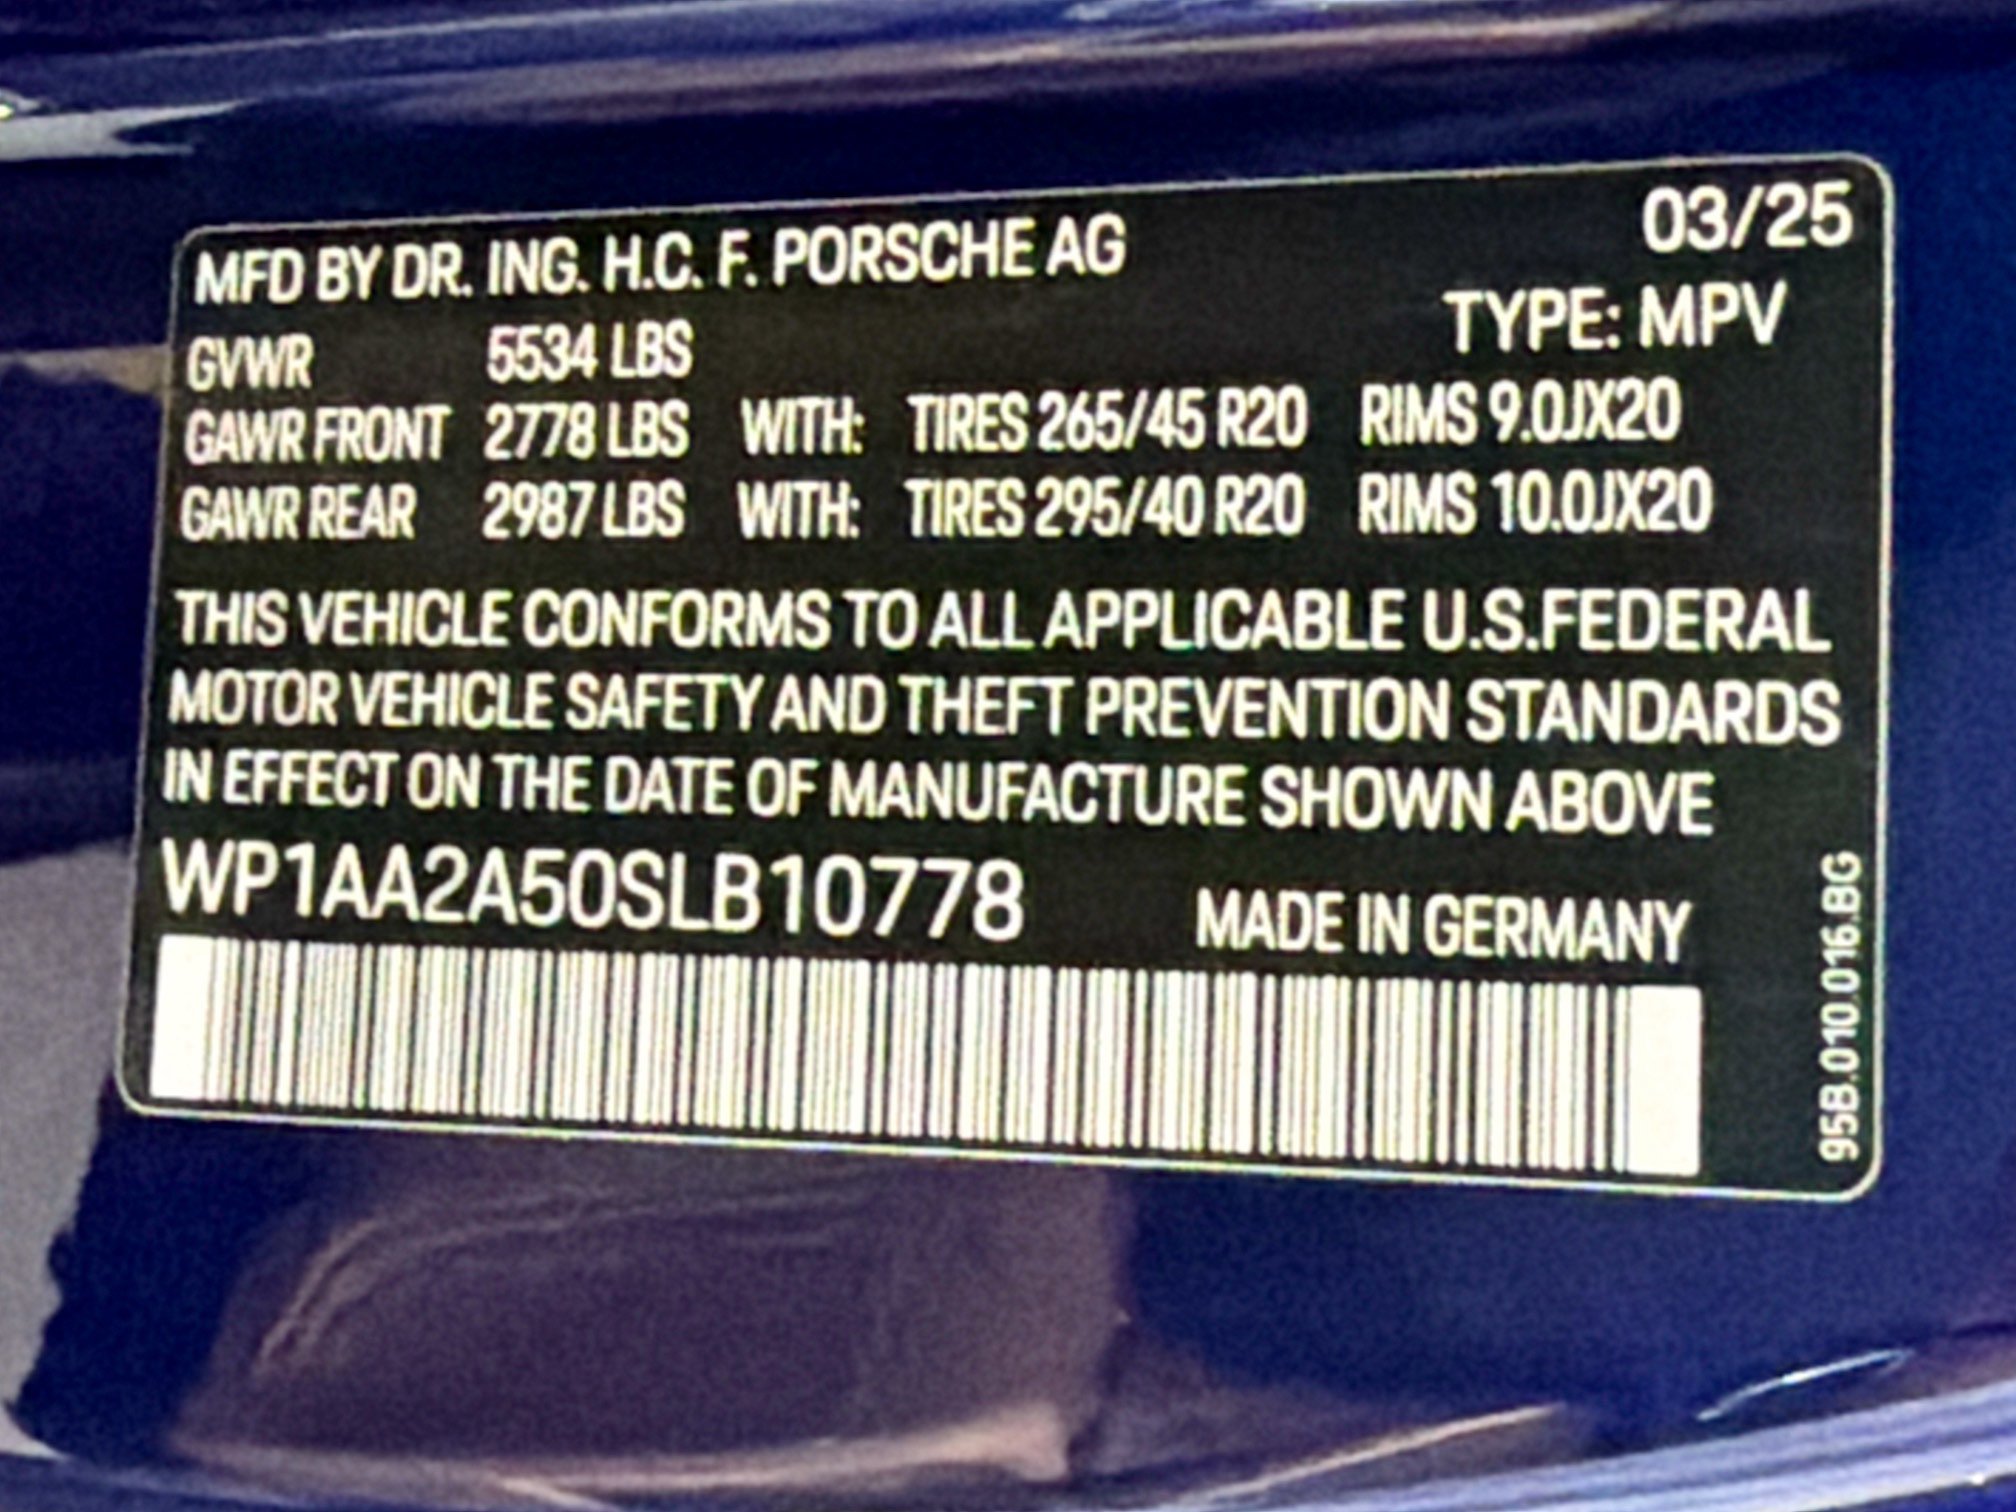 MFD BY DR. ING. H.C. F. PORSCHE AG 03/25
TYPE: MPV
GVWR 5534 LBS
GAWR FRONT 2778 LBS WITH: TIRES 265/45 R20 RIMS 9.0JX20
GAWR REAR 2987 LBS WITH: TIRES 295/40 R20 RIMS 10.0JX20
THIS VEHICLE CONFORMS TO ALL APPLICABLE U.S.FEDERAL
MOTOR VEHICLE SAFETY AND THEFT PREVENTION STANDARDS
IN EFFECT ON THE DATE OF MANUFACTURE SHOWN ABOVE
WP1AA2A50SLB10778 MADE IN GERMANY
95B.010.016.BG